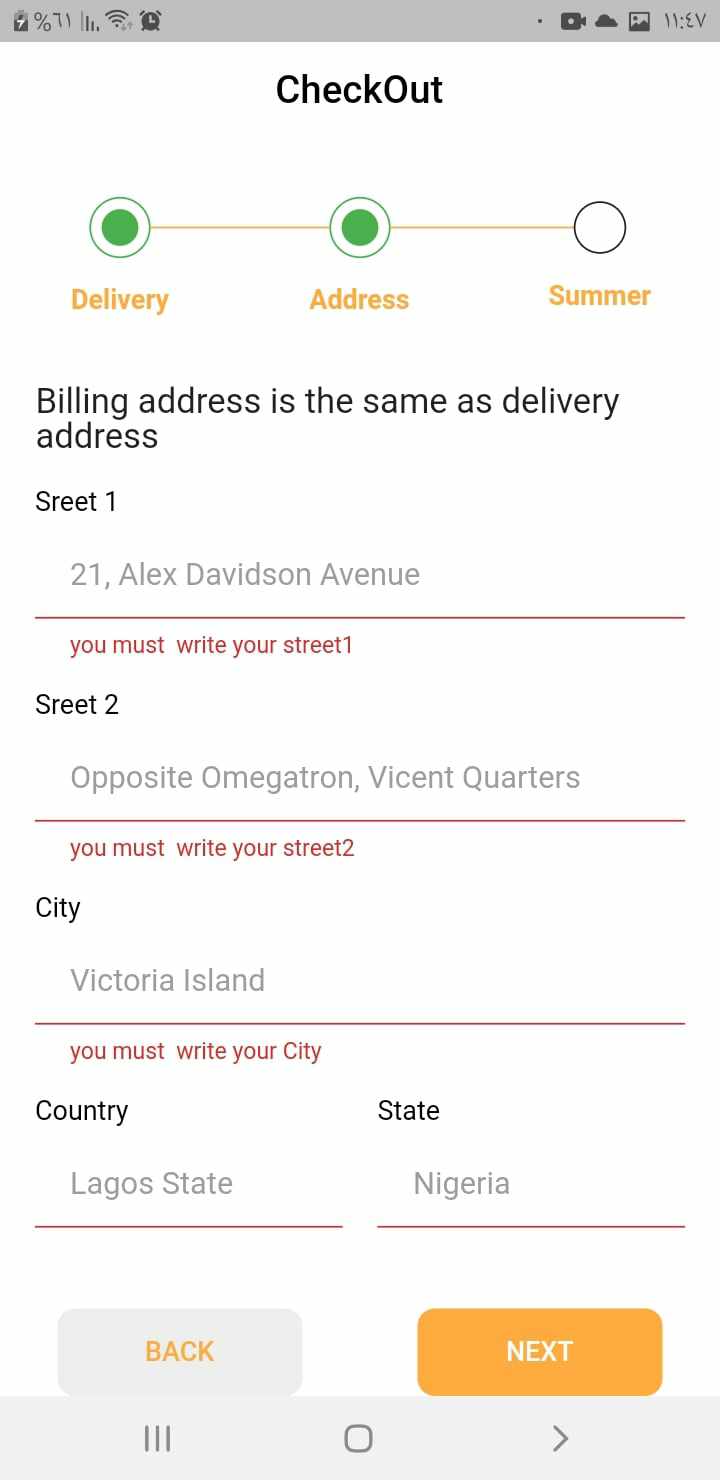 %٦١ ١١:٤٧
CheckOut
Delivery Address Summer
Billing address is the same as delivery
address
Sreet 1
21, Alex Davidson Avenue
you must  write your street1
Sreet 2
Opposite Omegatron, Vicent Quarters
you must  write your street2
City
Victoria Island
you must  write your City
Country State
Lagos State Nigeria
BACK NEXT